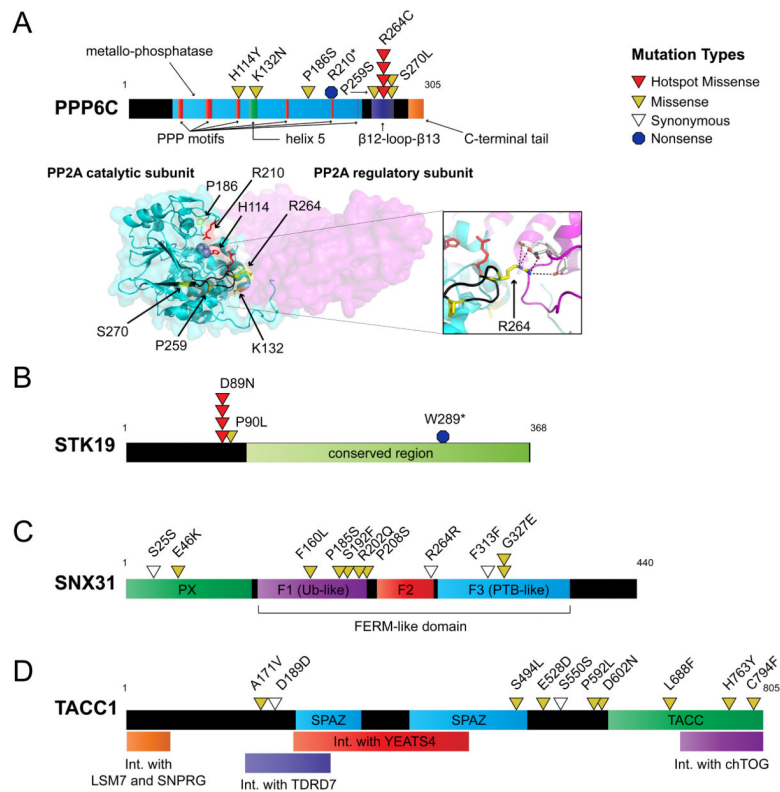 A
metallo-phosphatase
H114Y
K132N
P186S
R210*
P259S
R264C
S270L
1
305
PPP6C
PPP motifs
helix 5
β12-loop-β13
C-terminal tail
Mutation Types
Hotspot Missense
Missense
Synonymous
Nonsense
PP2A catalytic subunit
PP2A regulatory subunit
P186
R210
H114
R264
S270
P259
K132
R264
B
D89N
P90L
W289*
1
368
STK19
conserved region
C
S25S
E46K
F160L
P185S
S192F
R202Q
P208S
R264R
F313F
G327E
1
440
SNX31
PX
F1 (Ub-like)
F2
F3 (PTB-like)
FERM-like domain
D
A171V
D189D
S494L
E528D
S550S
P592L
D602N
L688F
H763Y
C794F
1
805
TACC1
SPAZ
SPAZ
TACC
Int. with YEATS4
Int. with
LSM7 and SNPRG
Int. with TDRD7
Int. with chTOG